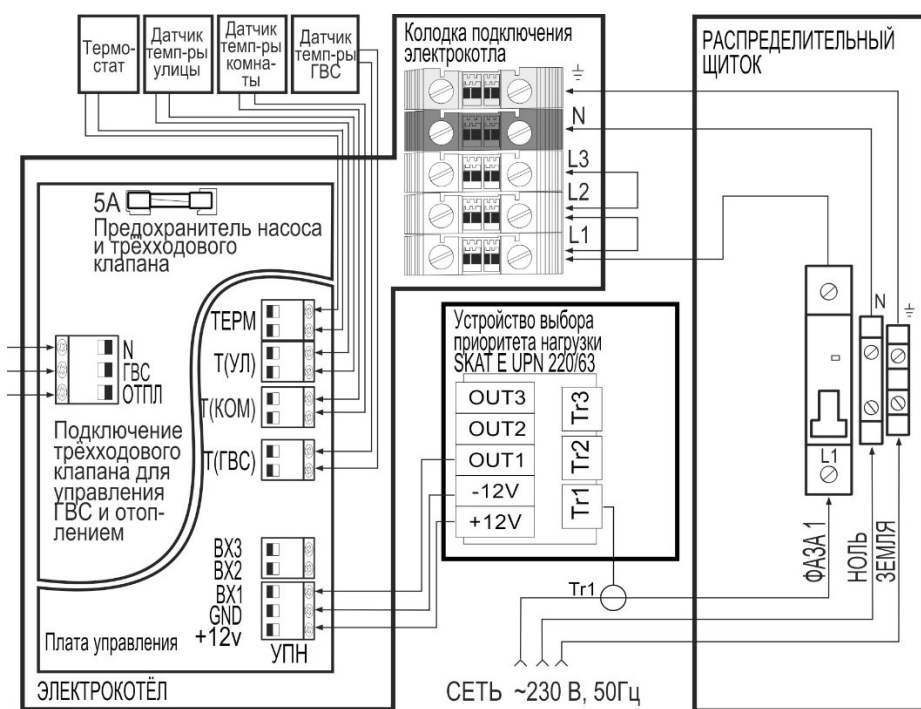 Термо-
стат
Датчик
темп-ры
улицы
Датчик
темп-ры
комна-
ты
Датчик
темп-ры
ГВС
Колодка подключения
электрокотла
N
L3
L2
L1
РАСПРЕДЕЛИТЕЛЬНЫЙ
ЩИТОК
N
L1
ФАЗА 1
НОЛЬ
ЗЕМЛЯ
5А
Предохранитель насоса
и трёхходового
клапана
N
ГВС
ОТПЛ
Подключение
трёхходового
клапана для
управления
ГВС и отоп-
лением
ТЕРМ
Т(УЛ)
Т(КОМ)
Т(ГВС)
ВХ3
ВХ2
ВХ1
GND
+12v
УПН
Плата управления
ЭЛЕКТРОКОТЁЛ
Устройство выбора
приоритета нагрузки
SKAT E UPN 220/63
OUT3
OUT2
OUT1
-12V
+12V
Tr3
Tr2
Tr1
Tr1
СЕТЬ ~230 В, 50Гц